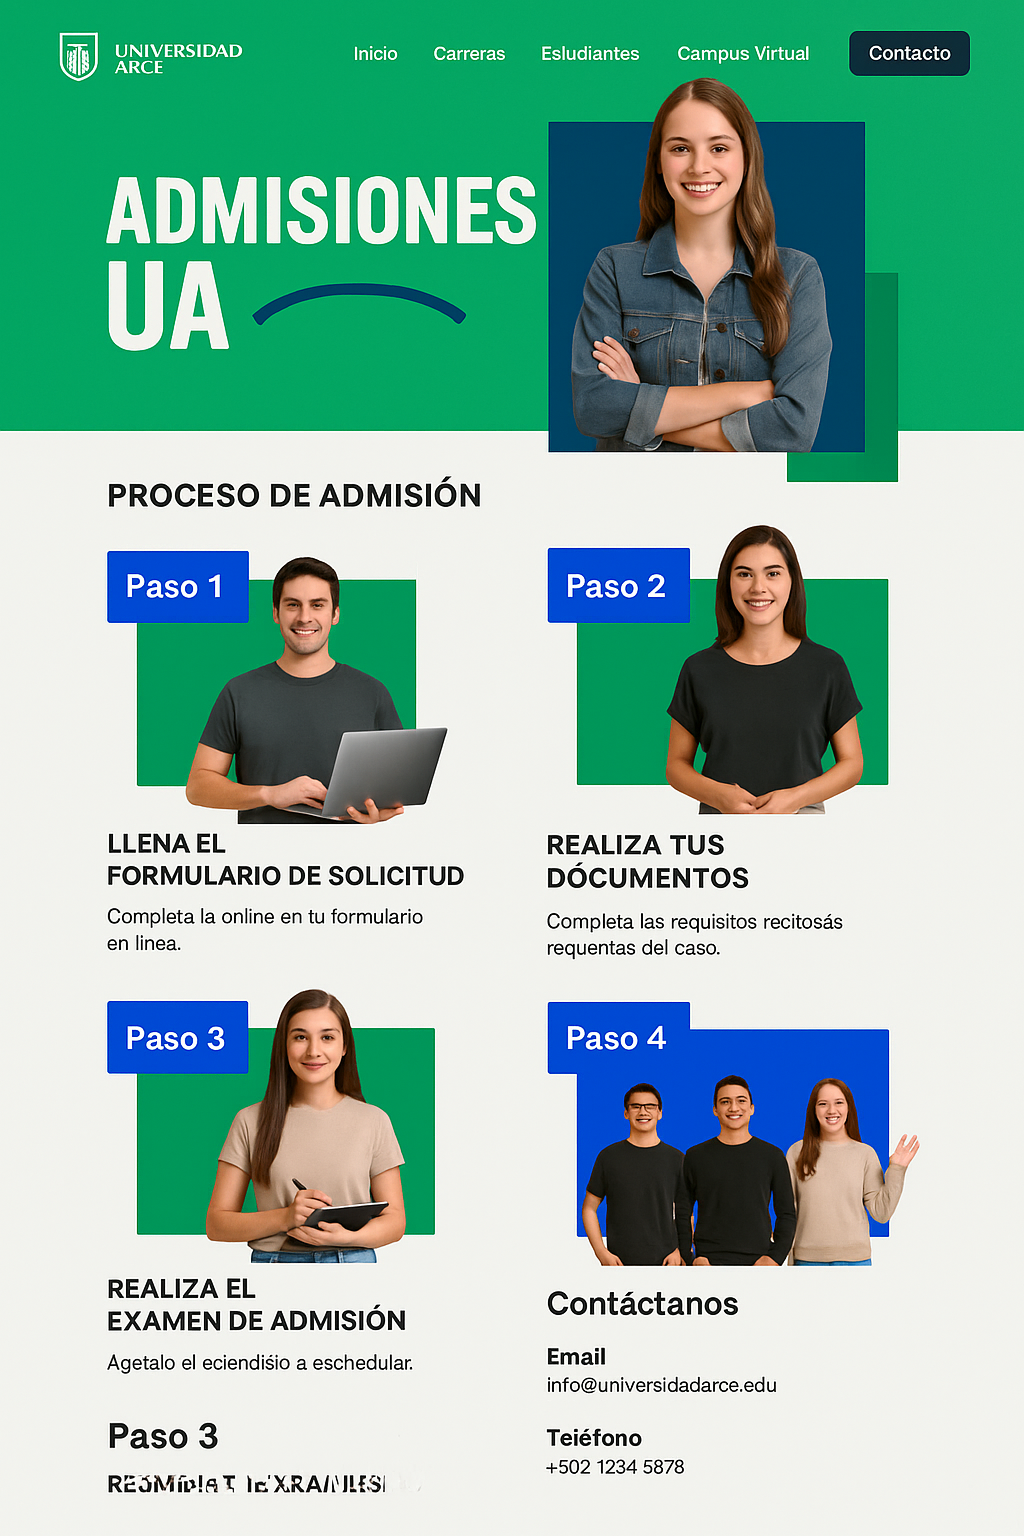 UNIVERSIDAD
ARCE
Inicio
Carreras
Esludiantes
Campus Virtual
Contacto
ADMISIONES
UA
PROCESO DE ADMISIÓN
Paso 1
LLENA EL
FORMULARIO DE SOLICITUD
Completa la online en tu formulario
en linea.
Paso 2
REALIZA TUS
DÓCUMENTOS
Completa las requisitos recitosás
requentas del caso.
Paso 3
REALIZA EL
EXAMEN DE ADMISIÓN
Agetalo el eciendiśio a eschedular.
Paso 3
Paso 4
Contáctanos
Email
info@universidadarce.edu
Teiéfono
+502 1234 5878